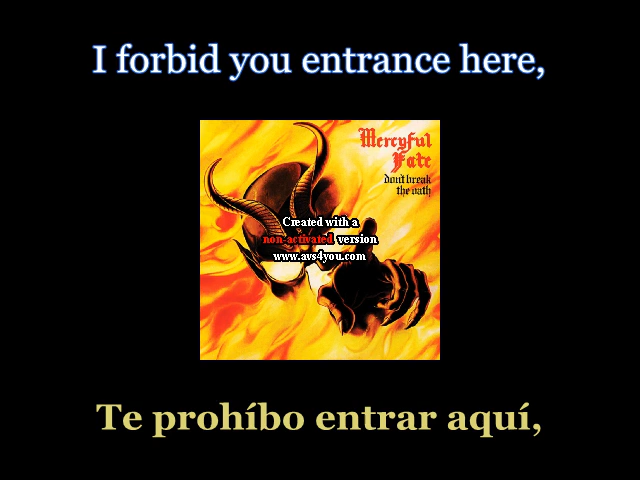 I forbid you entrance here,
Mercyful
Fate
don't break
the oath
Created with a
non-activated version
www.avs4you.com
Te prohíbo entrar aquí,